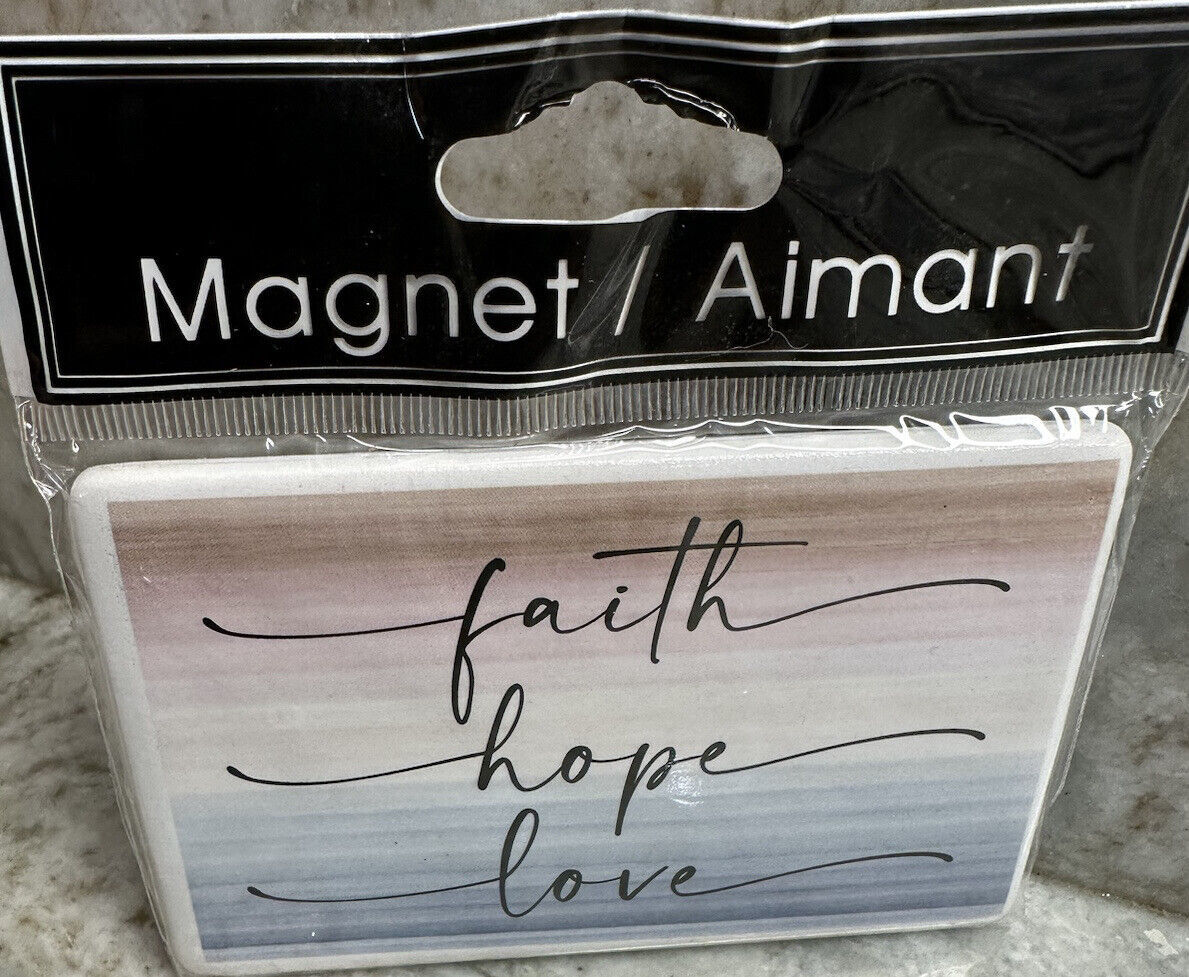 Magnet / Aimant
faith
hope
love